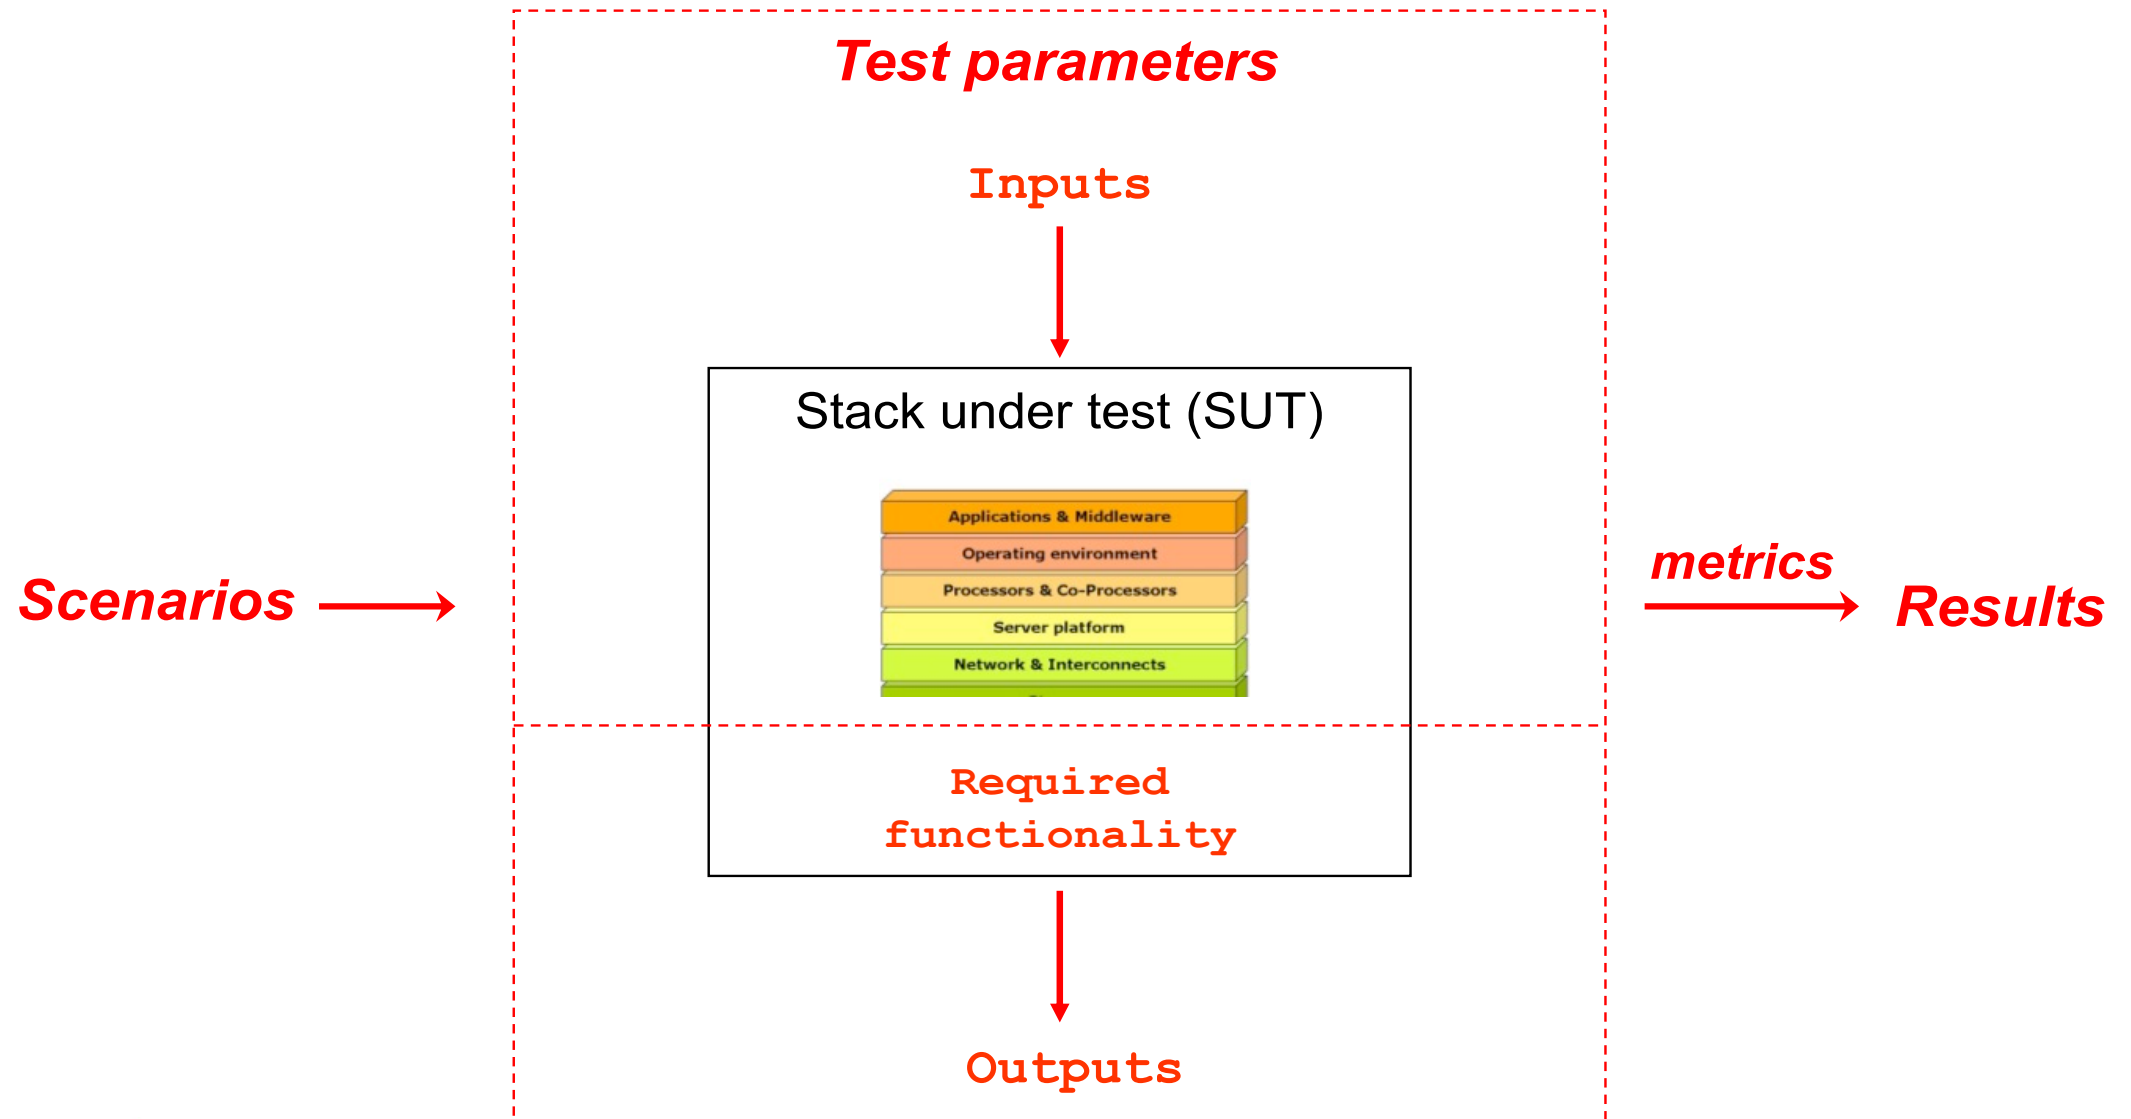 Test parameters
Inputs
Stack under test (SUT)
Applications & Middleware
Operating environment
Processors & Co-Processors
Server platform
Network & Interconnects
Scenarios
metrics
Results
Required
functionality
Outputs